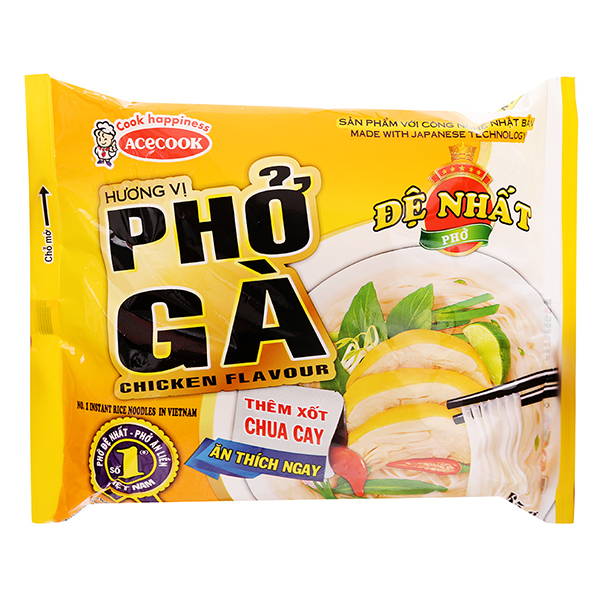 Cook happiness
ACECOOK
SẢN PHẨM VỚI CÔNG NGHỆ NHẬT BẢN
MADE WITH JAPANESE TECHNOLOGY
HƯƠNG VỊ
PHỞ
GÀ
CHICKEN FLAVOUR
ĐỆ NHẤT
PHỞ
Chỗ mở
NO. 1 INSTANT RICE NOODLES IN VIETNAM
THÊM XỐT
CHUA CAY
ĂN THÍCH NGAY
PHỞ ĐỆ NHẤT - PHỞ ĂN LIỀN
SỐ 1(*)
VIỆT NAM